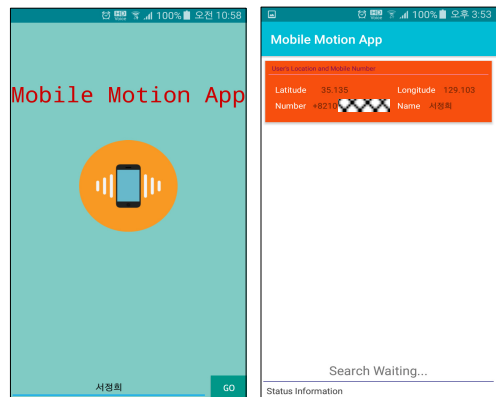 100% 오전 10:58
Mobile Motion App
서정희
GO
100% 오후 3:53
Mobile Motion App
User's Location and Mobile Number
Latitude 35.135 Longitude 129.103
Number +8210 Name 서정희
Search Waiting...
Status Information